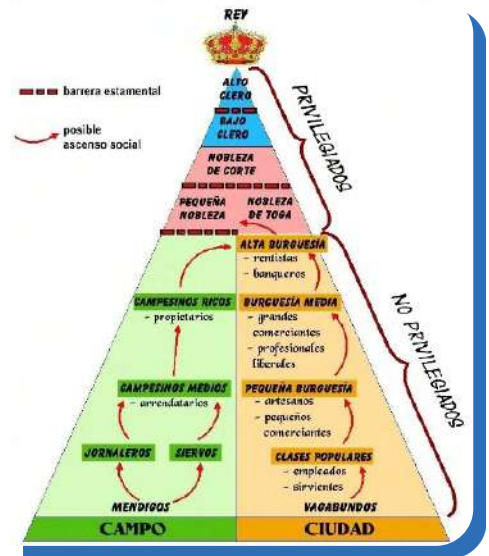 REY
barrera estamental
posible
ascenso social
ALTO
CLERO
BAJO
CLERO
NOBLEZA
DE CORTE
PEQUEÑA
NOBLEZA
NOBLEZA
DE TOGA
PRIVILEGIADOS
ALTA BURGUESÍA
- rentistas
- banqueros
CAMPESINOS RICOS
- propietarios
BURGUESÍA MEDIA
- grandes
comerciantes
- profesionales
liberales
CAMPESINOS MEDIOS
- arrendatarios
PEQUEÑA BURGUESÍA
- artesanos
- pequeños
comerciantes
JORNALEROS
SIERVOS
CLASES POPULARES
- empleados
- sirvientes
MENDIGOS
VAGABUNDOS
NO PRIVILEGIADOS
CAMPO
CIUDAD